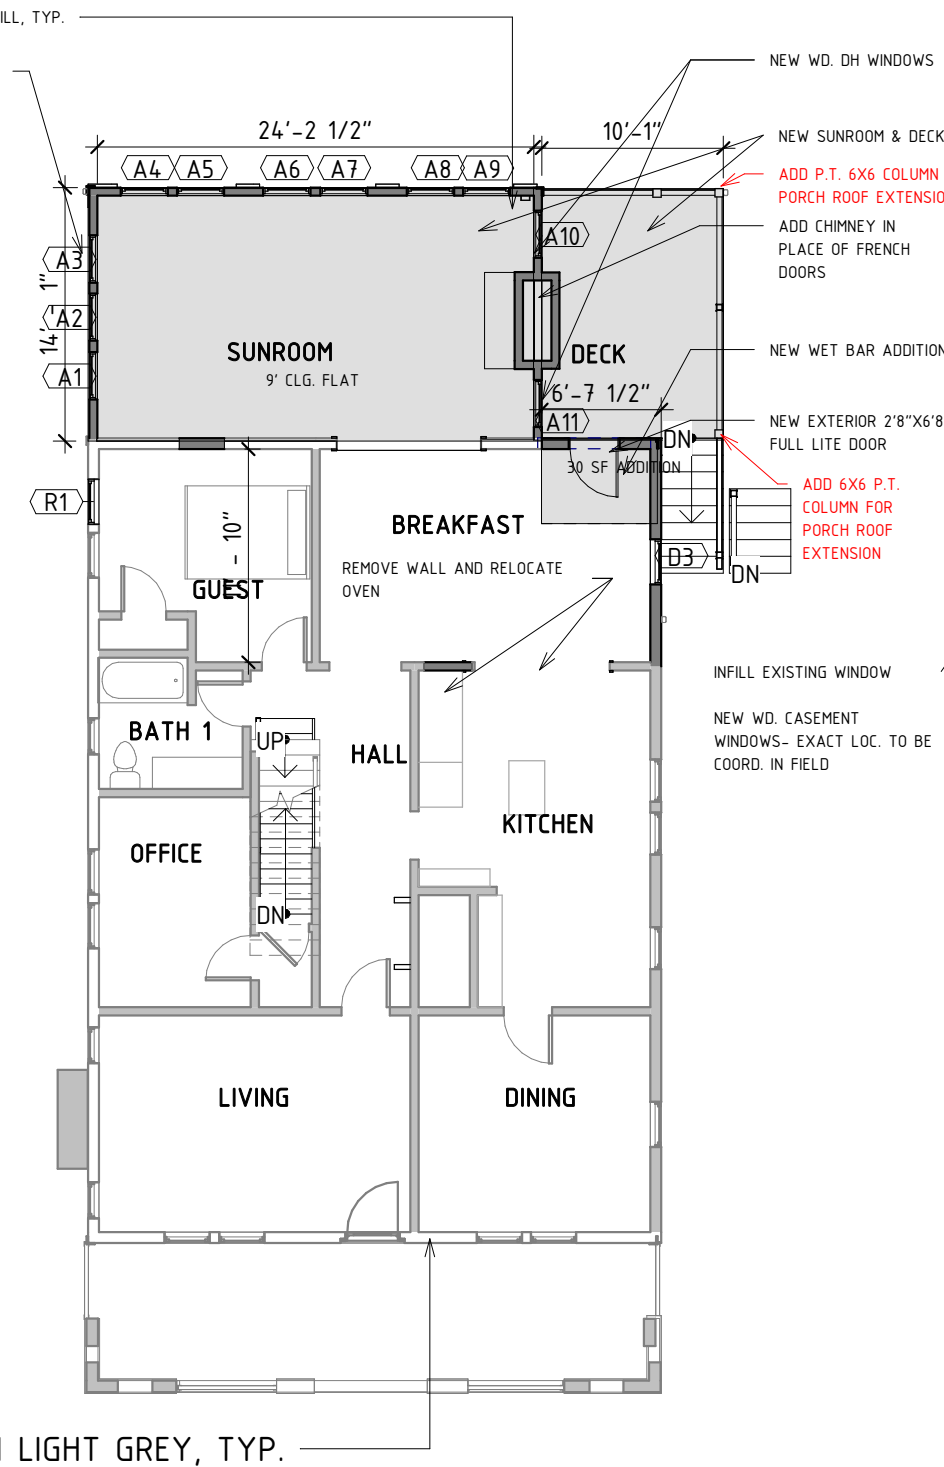 ILL, TYP.
NEW WD. DH WINDOWS
24'-2 1/2"
10'-1"
NEW SUNROOM & DECK
A4
A5
A6
A7
A8
A9
ADD P.T. 6X6 COLUMN
PORCH ROOF EXTENSIO
ADD CHIMNEY IN
PLACE OF FRENCH
DOORS
A10
A3
A2
A1
14' 1"
SUNROOM
9' CLG. FLAT
DECK
NEW WET BAR ADDITION
6'-7 1/2"
A11
NEW EXTERIOR 2'8"X6'8
FULL LITE DOOR
DN
30 SF ADDITION
ADD 6X6 P.T.
COLUMN FOR
PORCH ROOF
EXTENSION
R1
BREAKFAST
- 10"
GUEST
REMOVE WALL AND RELOCATE
OVEN
D3
DN
INFILL EXISTING WINDOW
NEW WD. CASEMENT
WINDOWS- EXACT LOC. TO BE
COORD. IN FIELD
BATH 1
UP
HALL
KITCHEN
OFFICE
DN
LIVING
DINING
LIGHT GREY, TYP.